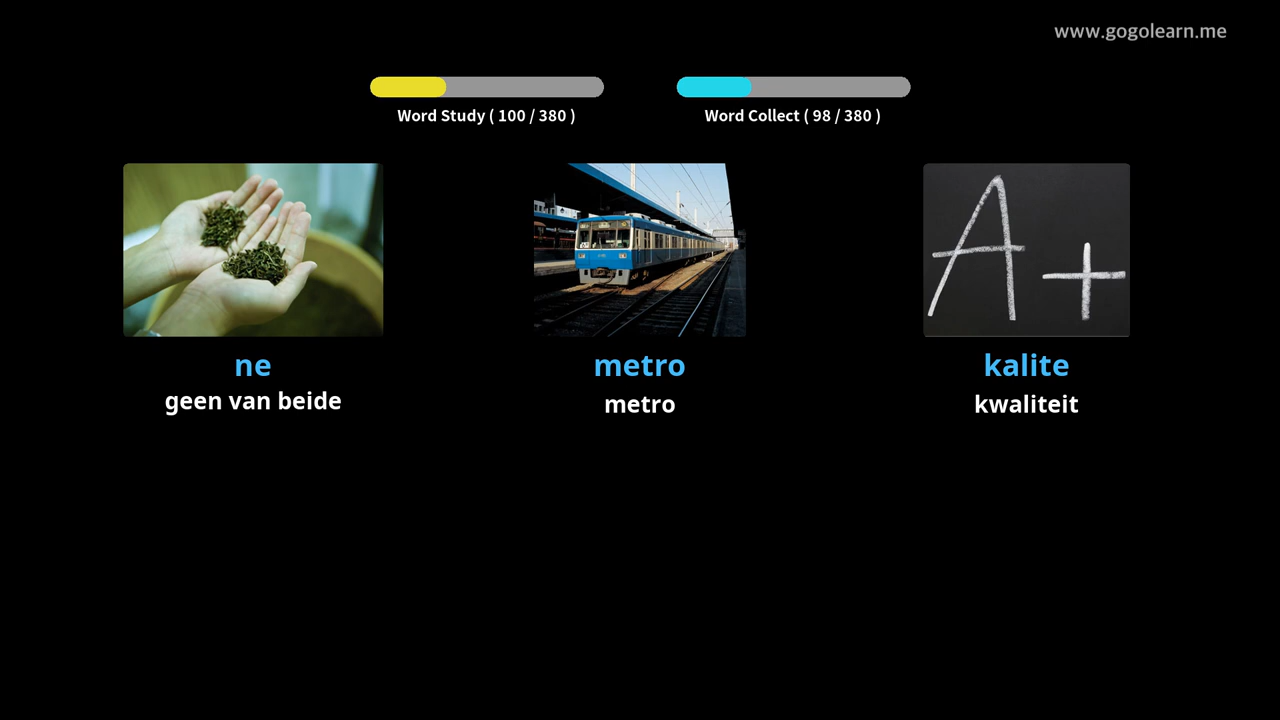 www.gogolearn.me
Word Study ( 100 / 380 )
Word Collect ( 98 / 380 )
A+
ne
geen van beide
metro
metro
kalite
kwaliteit